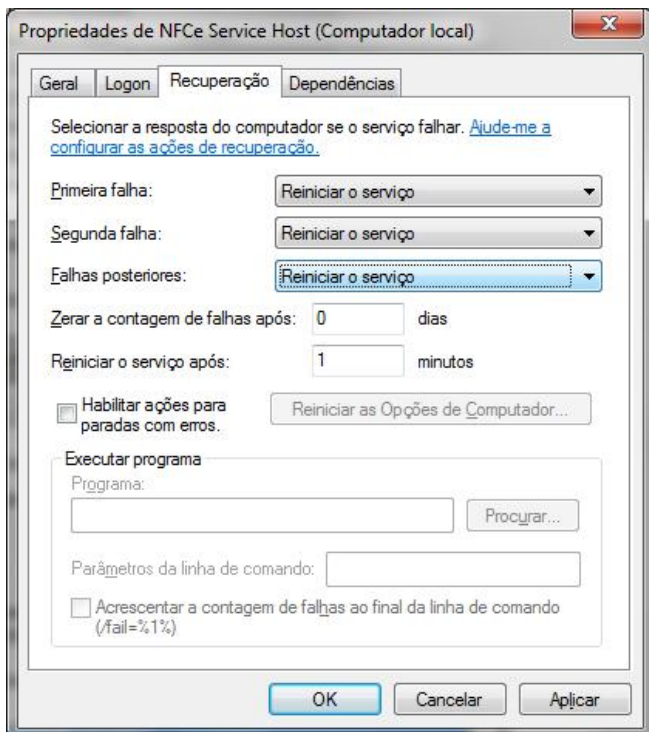 Propriedades de NFCe Service Host (Computador local)
Geral Logon Recuperação Dependências
Selecionar a resposta do computador se o serviço falhar. Ajude-me a
configurar as ações de recuperação.
Primeira falha: Reiniciar o serviço
Segunda falha: Reiniciar o serviço
Falhas posteriores: Reiniciar o serviço
Zerar a contagem de falhas após: 0 dias
Reiniciar o serviço após: 1 minutos
Habilitar ações para
paradas com erros.
Reiniciar as Opções de Computador...
Executar programa
Programa:
Procurar...
Parâmetros da linha de comando:
Acrescentar a contagem de falhas ao final da linha de comando
(/fail=%1%)
OK Cancelar Aplicar